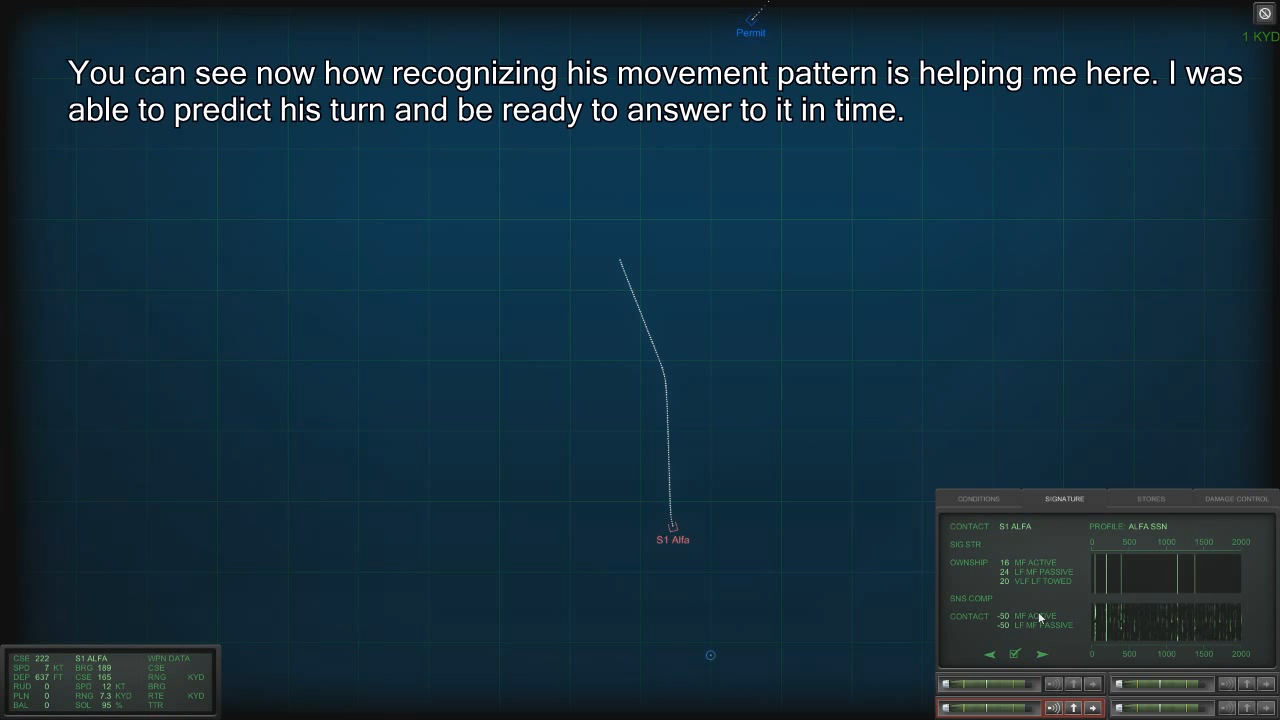 Permit
1 KYD
You can see now how recognizing his movement pattern is helping me here. I was
able to predict his turn and be ready to answer to it in time.
S1 Alfa
CONDITIONS SIGNATURE STORES DAMAGE CONTROL
CONTACT S1 ALFA PROFILE: ALFA SSN
SIG STR 0 500 1000 1500 2000
OWNSHIP 16 MF ACTIVE
24 LF MF PASSIVE
20 VLF LF TOWED
SNS COMP
CONTACT -50 MF ACTIVE
-50 LF MF PASSIVE
0 500 1000 1500 2000
CSE 222 S1 ALFA WPN DATA
SPD 7 KT BRG 189 CSE
DEP 637 FT CSE 165 RNG KYD
RUD 0 SPD 12 KT BRG
PLN 0 RNG 7.3 KYD RTE KYD
BAL 0 SOL 95 % TTR